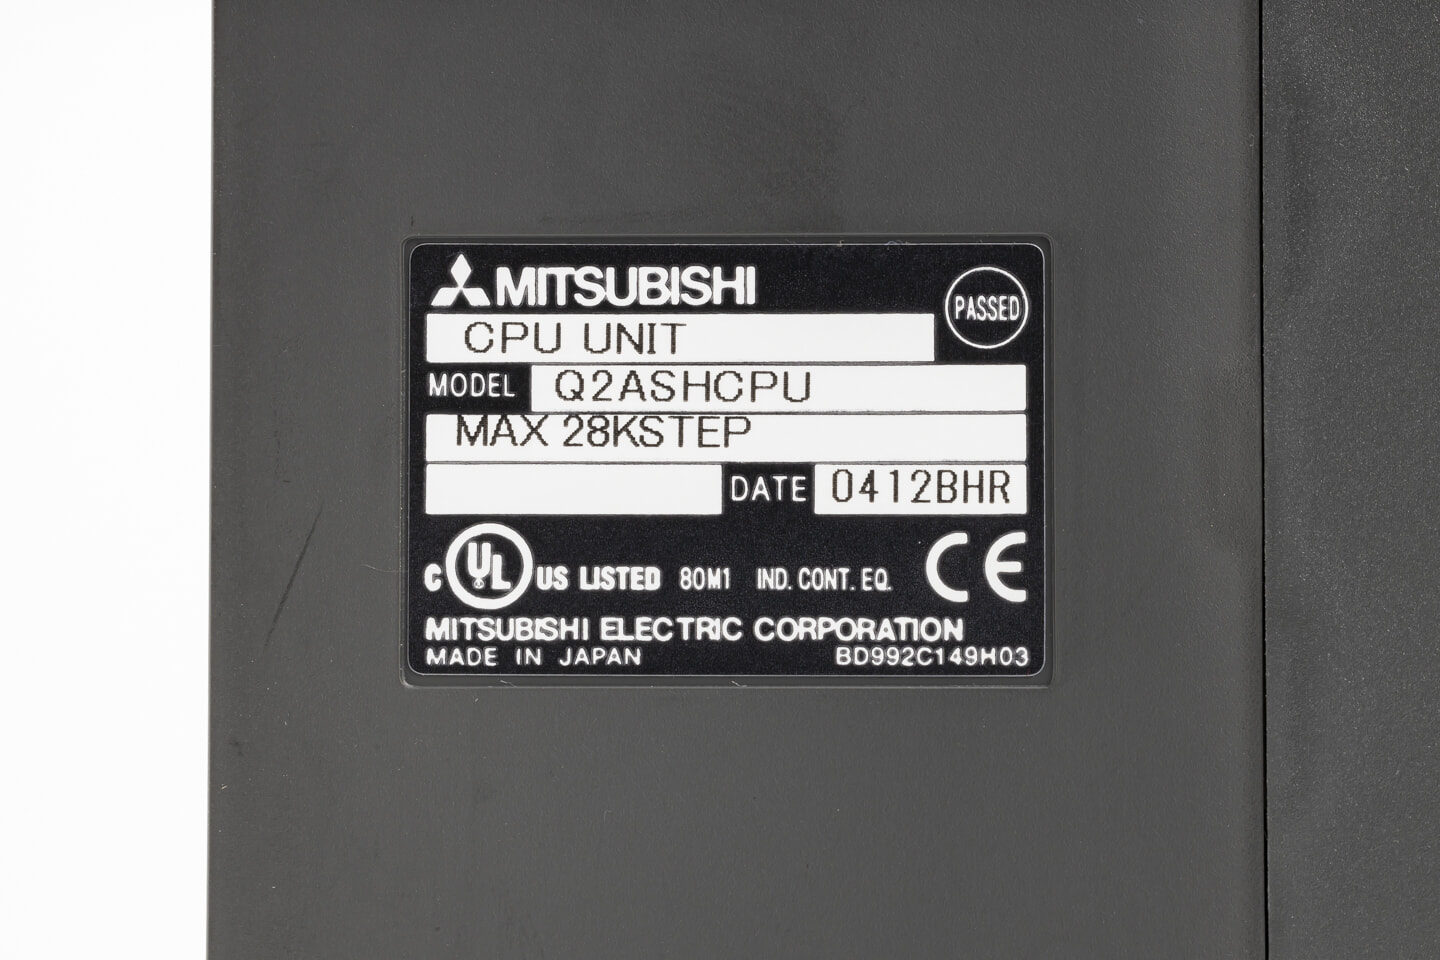 MITSUBISHI
PASSED
CPU UNIT
MODEL Q2ASHCPU
MAX 28KSTEP
DATE 0412BHR
C UL US LISTED 80M1 IND. CONT. EQ. CE
MITSUBISHI ELECTRIC CORPORATION
MADE IN JAPAN BD992C149H03